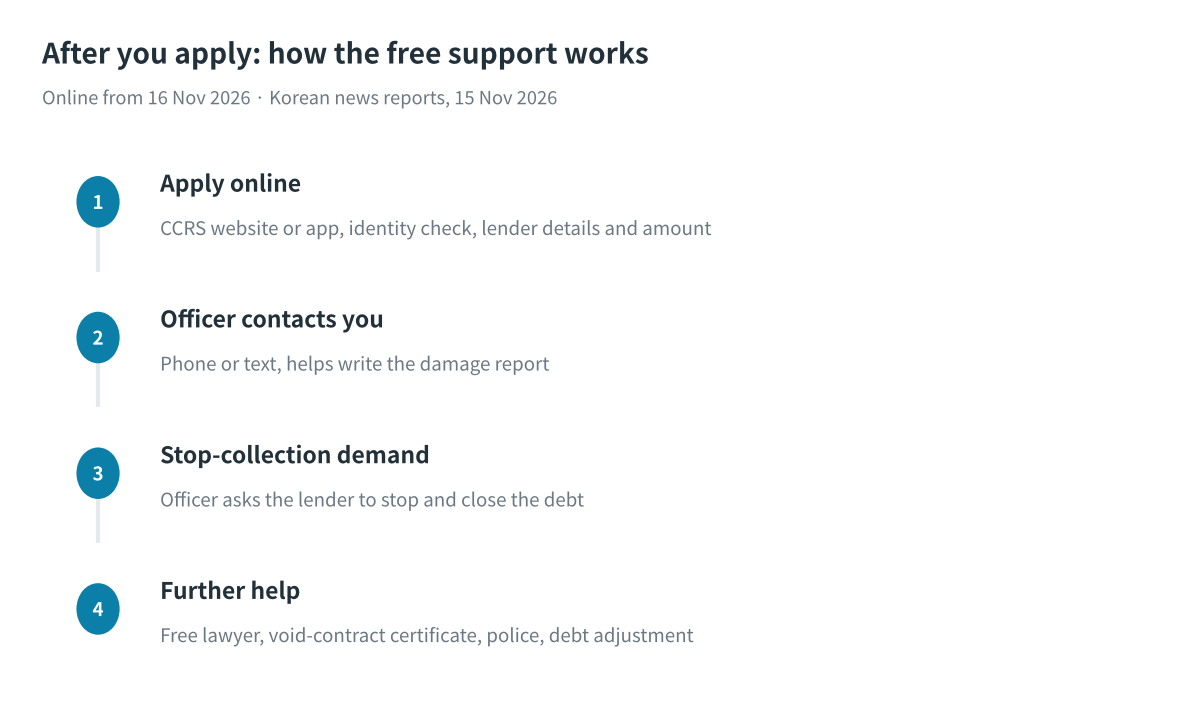 After you apply: how the free support works
Online from 16 Nov 2026 · Korean news reports, 15 Nov 2026
1
Apply online
CCRS website or app, identity check, lender details and amount
2
Officer contacts you
Phone or text, helps write the damage report
3
Stop-collection demand
Officer asks the lender to stop and close the debt
4
Further help
Free lawyer, void-contract certificate, police, debt adjustment